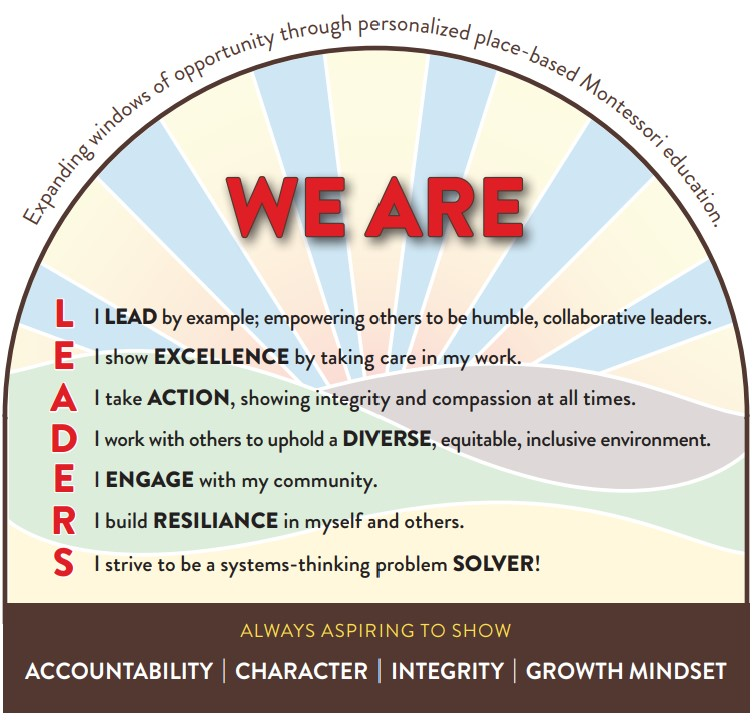 Expanding windows of opportunity through personalized place-based Montessori education.
WE ARE
L I LEAD by example; empowering others to be humble, collaborative leaders.
E I show EXCELLENCE by taking care in my work.
A I take ACTION, showing integrity and compassion at all times.
D I work with others to uphold a DIVERSE, equitable, inclusive environment.
E I ENGAGE with my community.
R I build RESILIANCE in myself and others.
S I strive to be a systems-thinking problem SOLVER!
ALWAYS ASPIRING TO SHOW
ACCOUNTABILITY | CHARACTER | INTEGRITY | GROWTH MINDSET